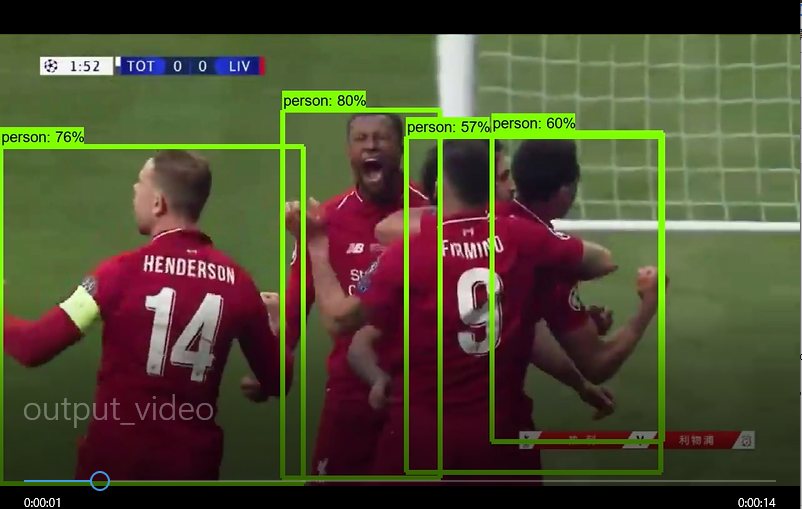 1:52 TOT 0 0 LIV
person: 80%
person: 57%
person: 60%
person: 76%
HENDERSON
14
NB
FIRMINO
9
output_video
利物浦
0:00:01
0:00:14